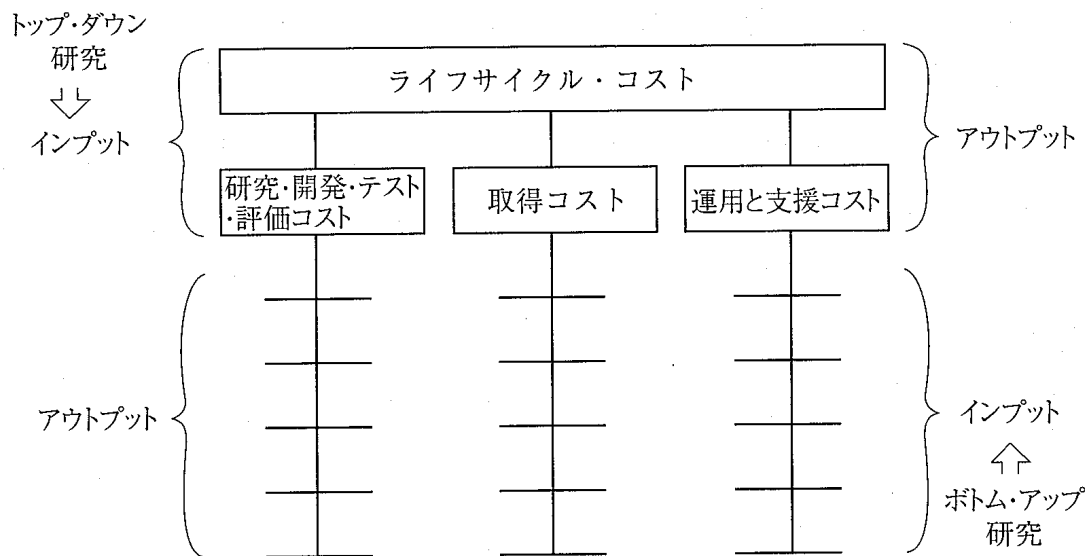 トップ・ダウン
研究
⇩
インプット
ライフサイクル・コスト
研究・開発・テスト
・評価コスト
取得コスト
運用と支援コスト
アウトプット
アウトプット
インプット
⇧
ボトム・アップ
研究